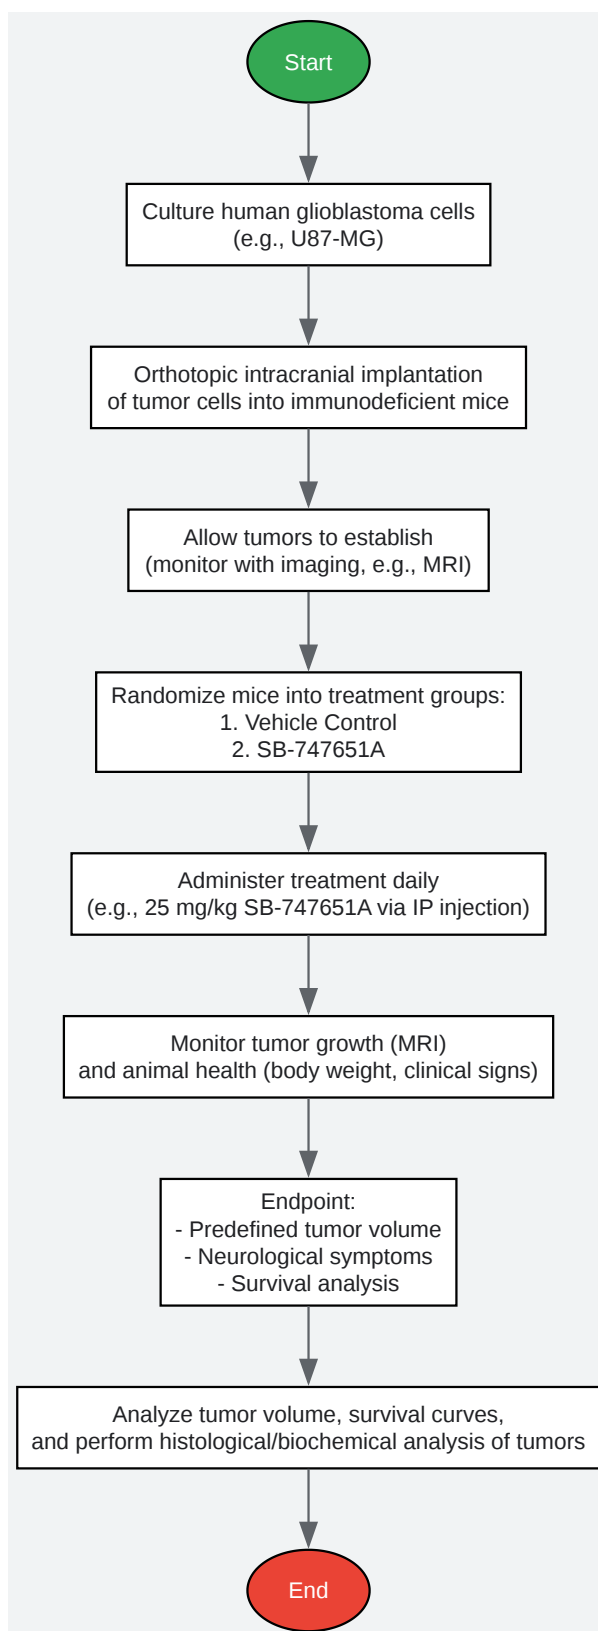 Start
Culture human glioblastoma cells
(e.g., U87-MG)
Orthotopic intracranial implantation
of tumor cells into immunodeficient mice
Allow tumors to establish
(monitor with imaging, e.g., MRI)
Randomize mice into treatment groups:
1. Vehicle Control
2. SB-747651A
Administer treatment daily
(e.g., 25 mg/kg SB-747651A via IP injection)
Monitor tumor growth (MRI)
and animal health (body weight, clinical signs)
Endpoint:
- Predefined tumor volume
- Neurological symptoms
- Survival analysis
Analyze tumor volume, survival curves,
and perform histological/biochemical analysis of tumors
End